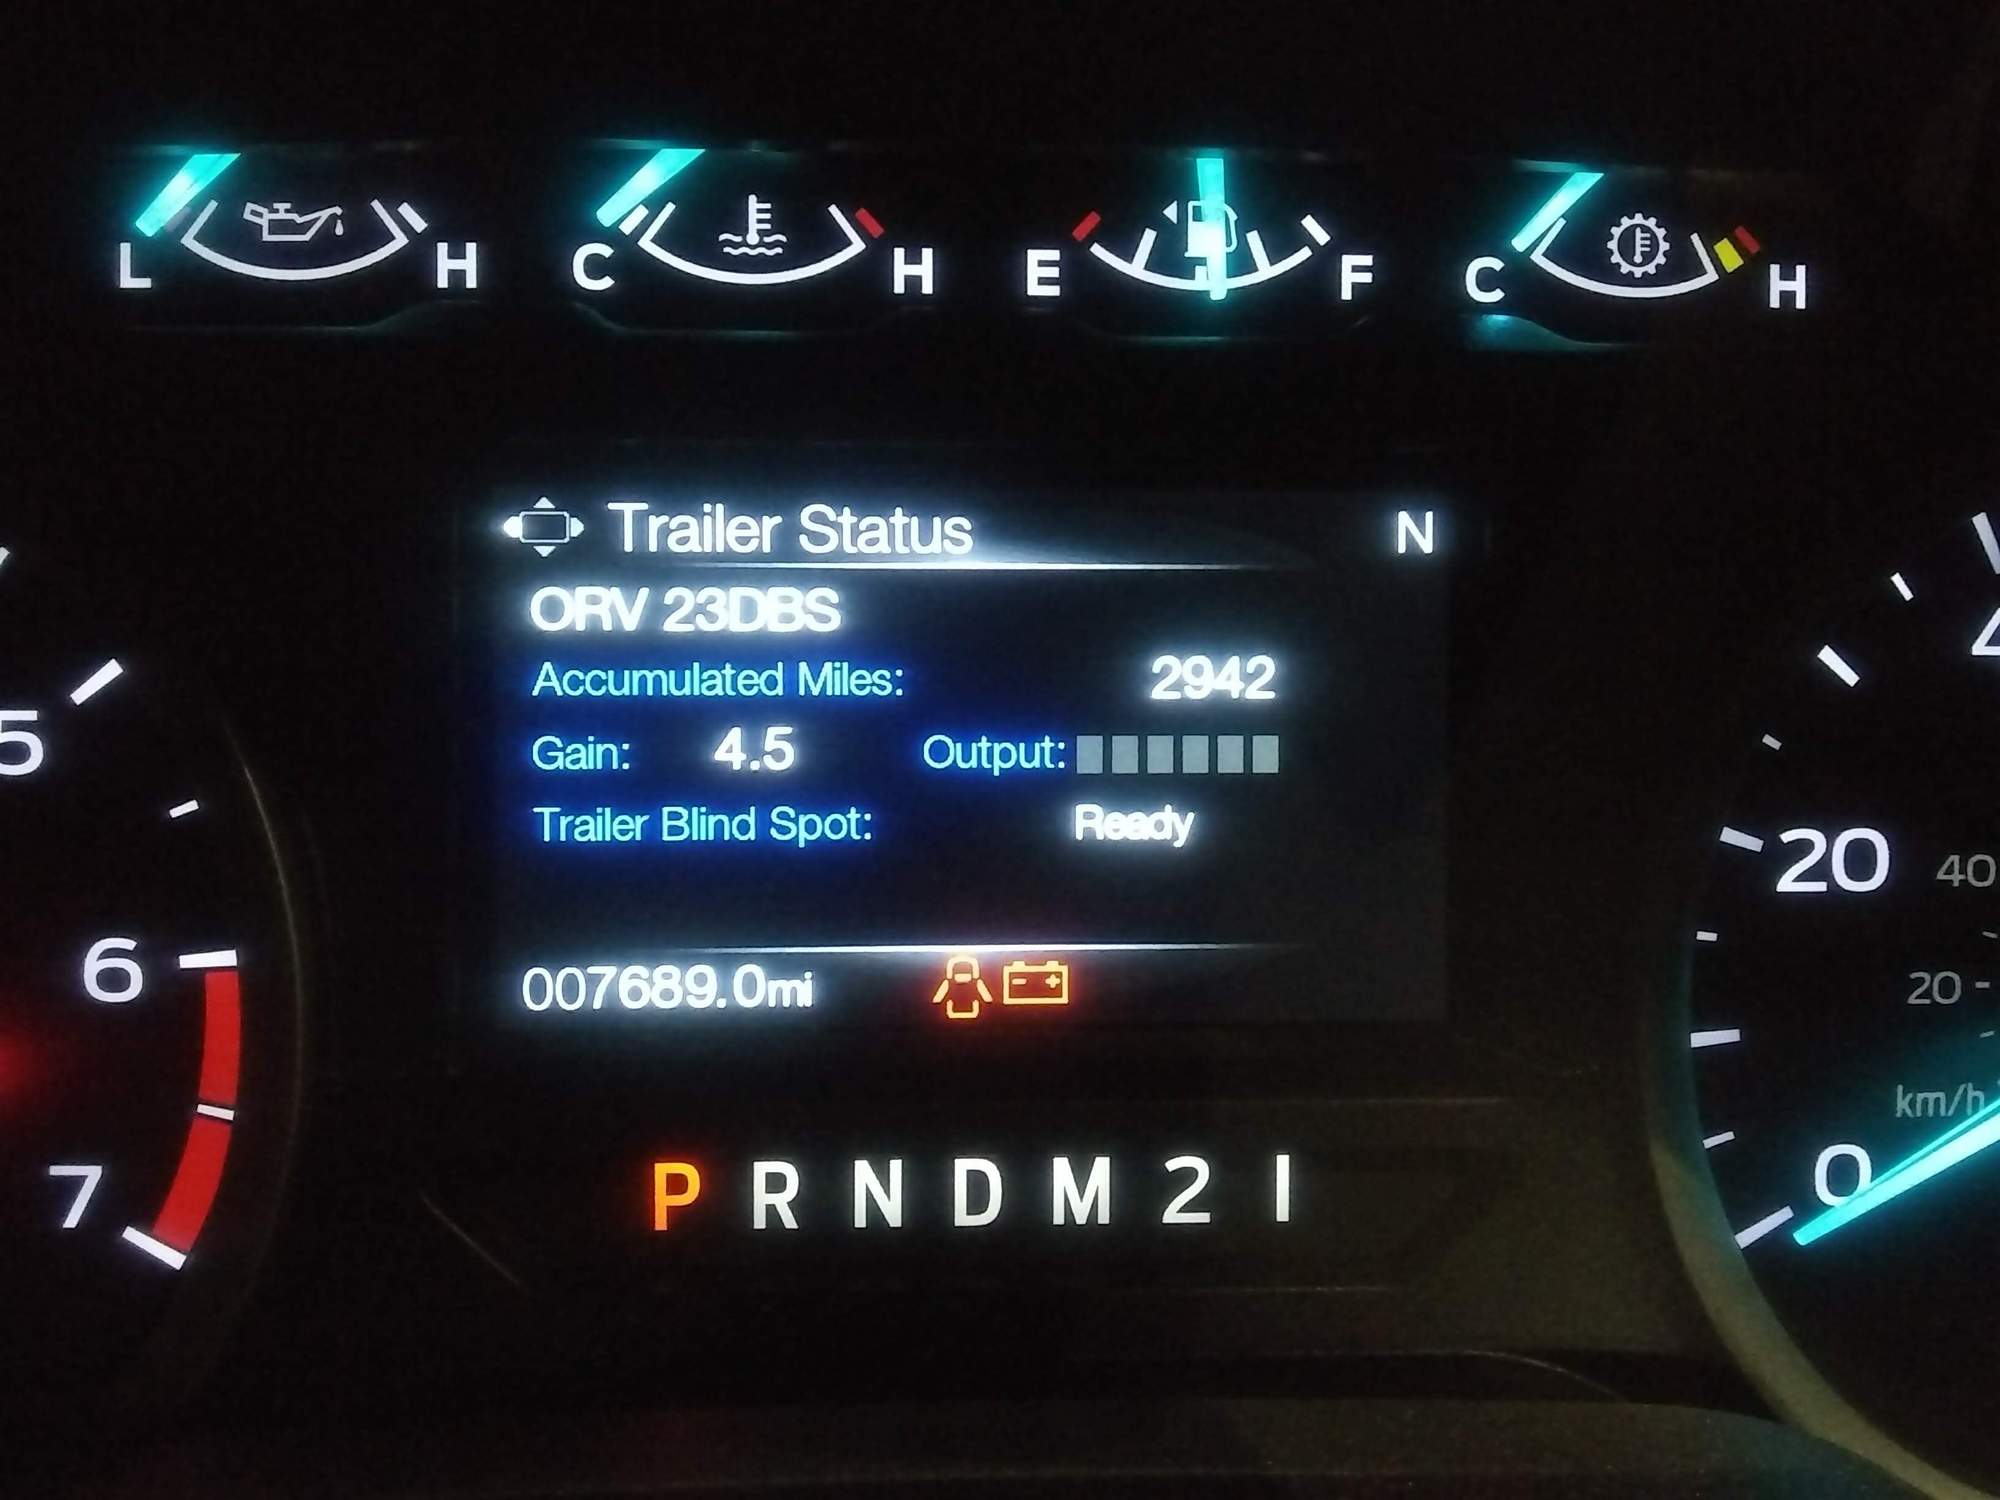 L H C H E F C H
Trailer Status N
ORV 23DBS
Accumulated Miles: 2942
Gain: 4.5 Output:
Trailer Blind Spot: Ready
007689.0mi
P R N D M 2 1
5
6
7
20 40
20
km/h
0